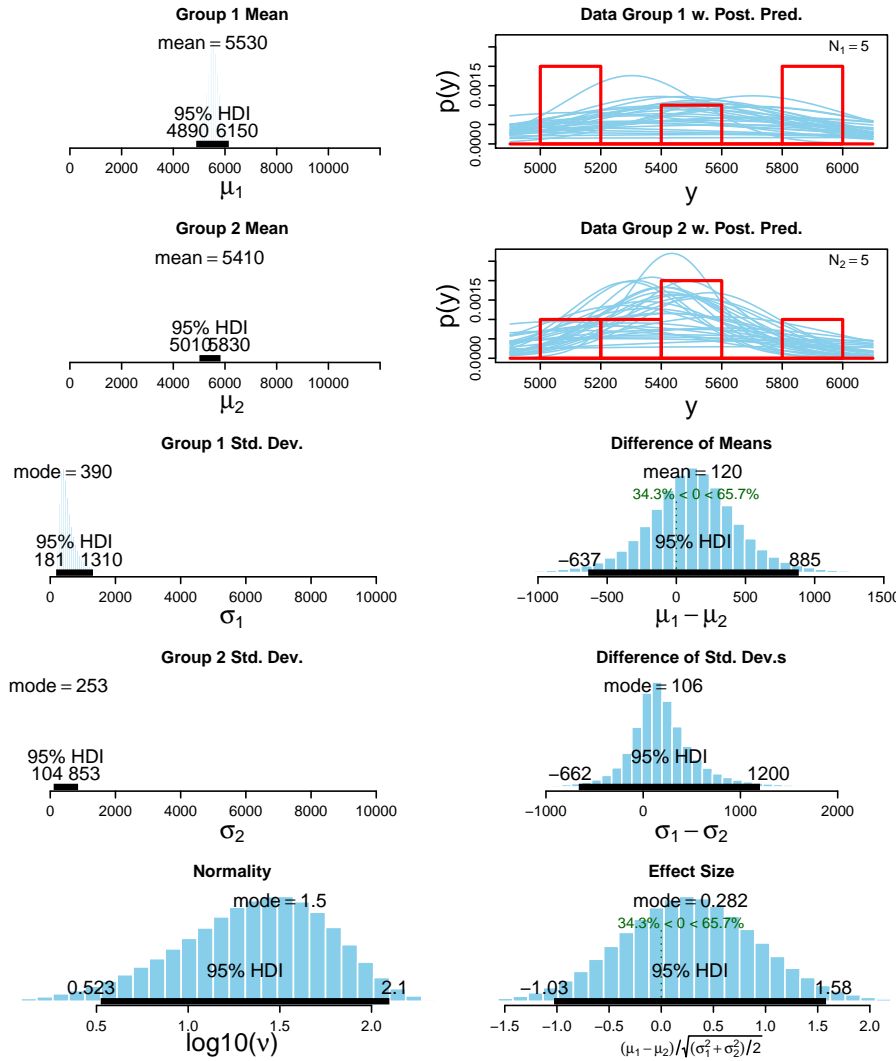 Group 1 Mean
mean = 5530
95% HDI
4890 6150
0 2000 4000 6000 8000 10000
μ1
Data Group 1 w. Post. Pred.
N1 = 5
p(y)
0.0000 0.0015
5000 5200 5400 5600 5800 6000
y
Group 2 Mean
mean = 5410
95% HDI
5010 5830
0 2000 4000 6000 8000 10000
μ2
Data Group 2 w. Post. Pred.
N2 = 5
p(y)
0.0000 0.0015
5000 5200 5400 5600 5800 6000
y
Group 1 Std. Dev.
mode = 390
95% HDI
181 1310
0 2000 4000 6000 8000 10000
σ1
Difference of Means
mean = 120
34.3% < 0 < 65.7%
95% HDI
−637 885
−1000 −500 0 500 1000 1500
μ1 − μ2
Group 2 Std. Dev.
mode = 253
95% HDI
104 853
0 2000 4000 6000 8000 10000
σ2
Difference of Std. Dev.s
mode = 106
95% HDI
−662 1200
−1000 0 1000 2000
σ1 − σ2
Normality
mode = 1.5
95% HDI
0.523 2.1
0.5 1.0 1.5 2.0
log10(ν)
Effect Size
mode = 0.282
34.3% < 0 < 65.7%
95% HDI
−1.03 1.58
−1.5 −1.0 −0.5 0.0 0.5 1.0 1.5 2.0
(μ1 − μ2)/√(σ1² + σ2²)/2